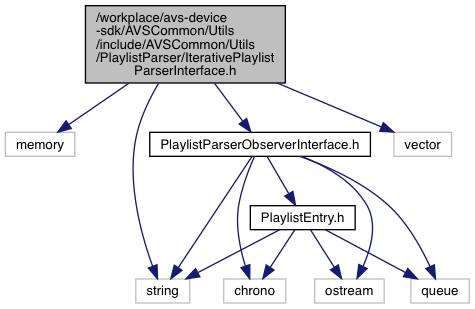 /workplace/avs-device
-sdk/AVSCommon/Utils
/include/AVSCommon/Utils
/PlaylistParser/IterativePlaylist
ParserInterface.h
memory
PlaylistParserObserverInterface.h
vector
PlaylistEntry.h
string
chrono
ostream
queue